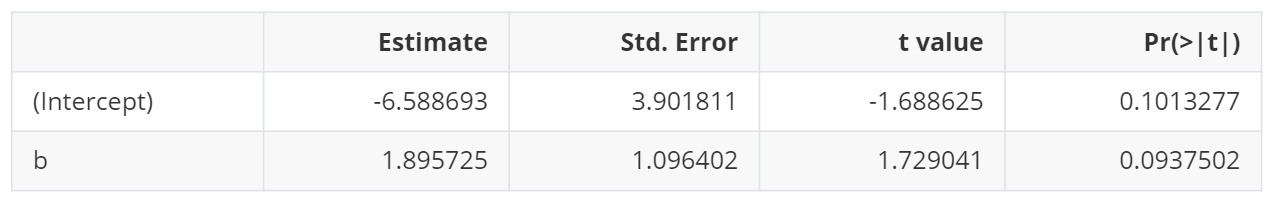 Estimate Std. Error t value Pr(>|t|)
(Intercept) -6.588693 3.901811 -1.688625 0.1013277
b 1.895725 1.096402 1.729041 0.0937502